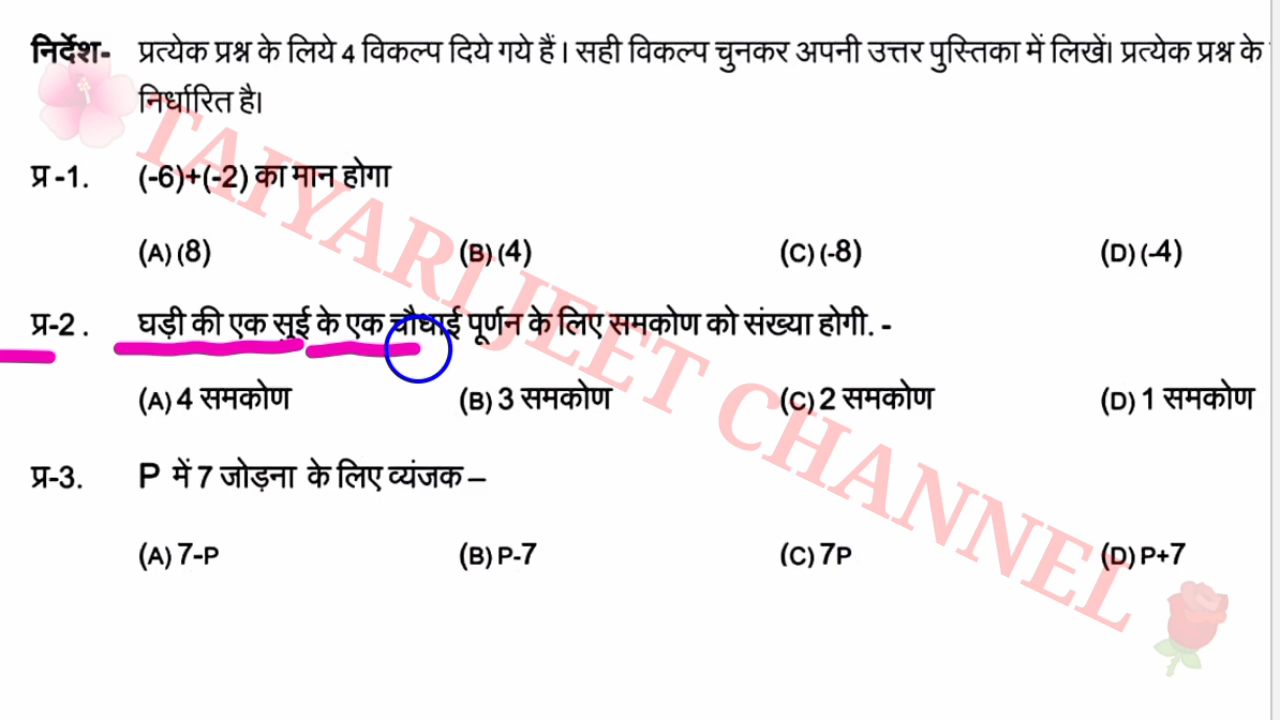 निर्देश- प्रत्येक प्रश्न के लिये 4 विकल्प दिये गये हैं। सही विकल्प चुनकर अपनी उत्तर पुस्तिका में लिखें। प्रत्येक प्रश्न के
निर्धारित है।
प्र -1. (-6)+(-2) का मान होगा
(A) (8) (B) (4) (C) (-8) (D) (-4)
प्र-2 . घड़ी की एक सुई के एक चौघाई पूर्णन के लिए समकोण को संख्या होगी. -
(A) 4 समकोण (B) 3 समकोण (C) 2 समकोण (D) 1 समकोण
प्र-3. P में 7 जोड़ना के लिए व्यंजक –
(A) 7-P (B) P-7 (C) 7P (D) P+7
TAIYARIJEET CHANNEL